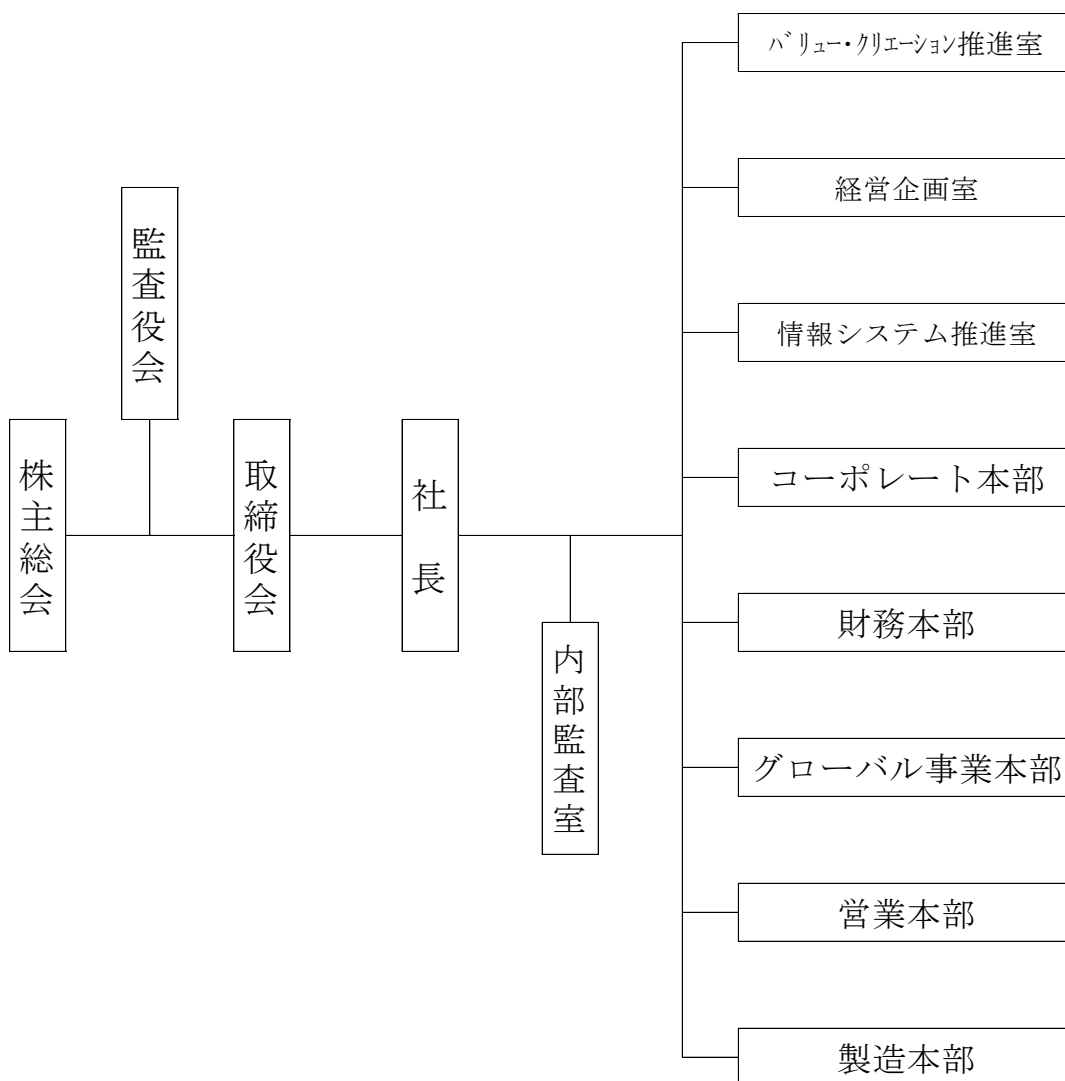 株主総会
監査役会
取締役会
社長
内部監査室
バリュー・クリエーション推進室
経営企画室
情報システム推進室
コーポレート本部
財務本部
グローバル事業本部
営業本部
製造本部